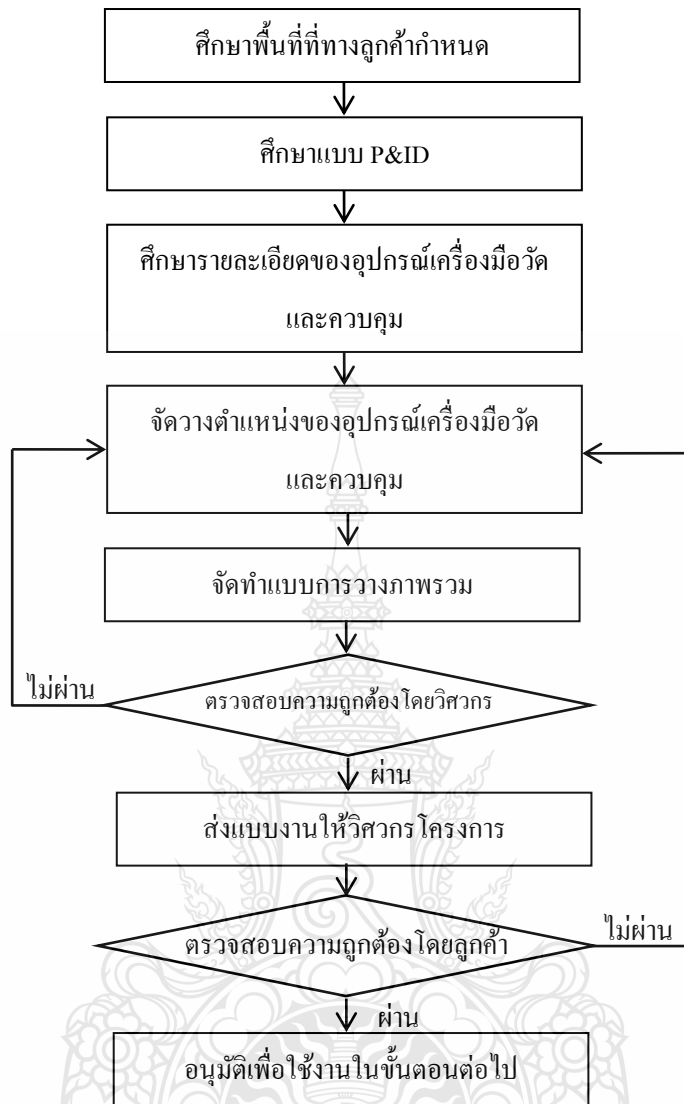 ศึกษาพื้นที่ที่ทางลูกค้ากำหนด
ศึกษาแบบ P&ID
ศึกษารายละเอียดของอุปกรณ์เครื่องมือวัด
และควบคุม
จัดวางตำแหน่งของอุปกรณ์เครื่องมือวัด
และควบคุม
จัดทำแบบการวางภาพรวม
ไม่ผ่าน
ตรวจสอบความถูกต้องโดยวิศวกร
ผ่าน
ส่งแบบงานให้วิศวกรโครงการ
ตรวจสอบความถูกต้องโดยลูกค้า
ไม่ผ่าน
ผ่าน
อนุมัติเพื่อใช้งานในขั้นตอนต่อไป